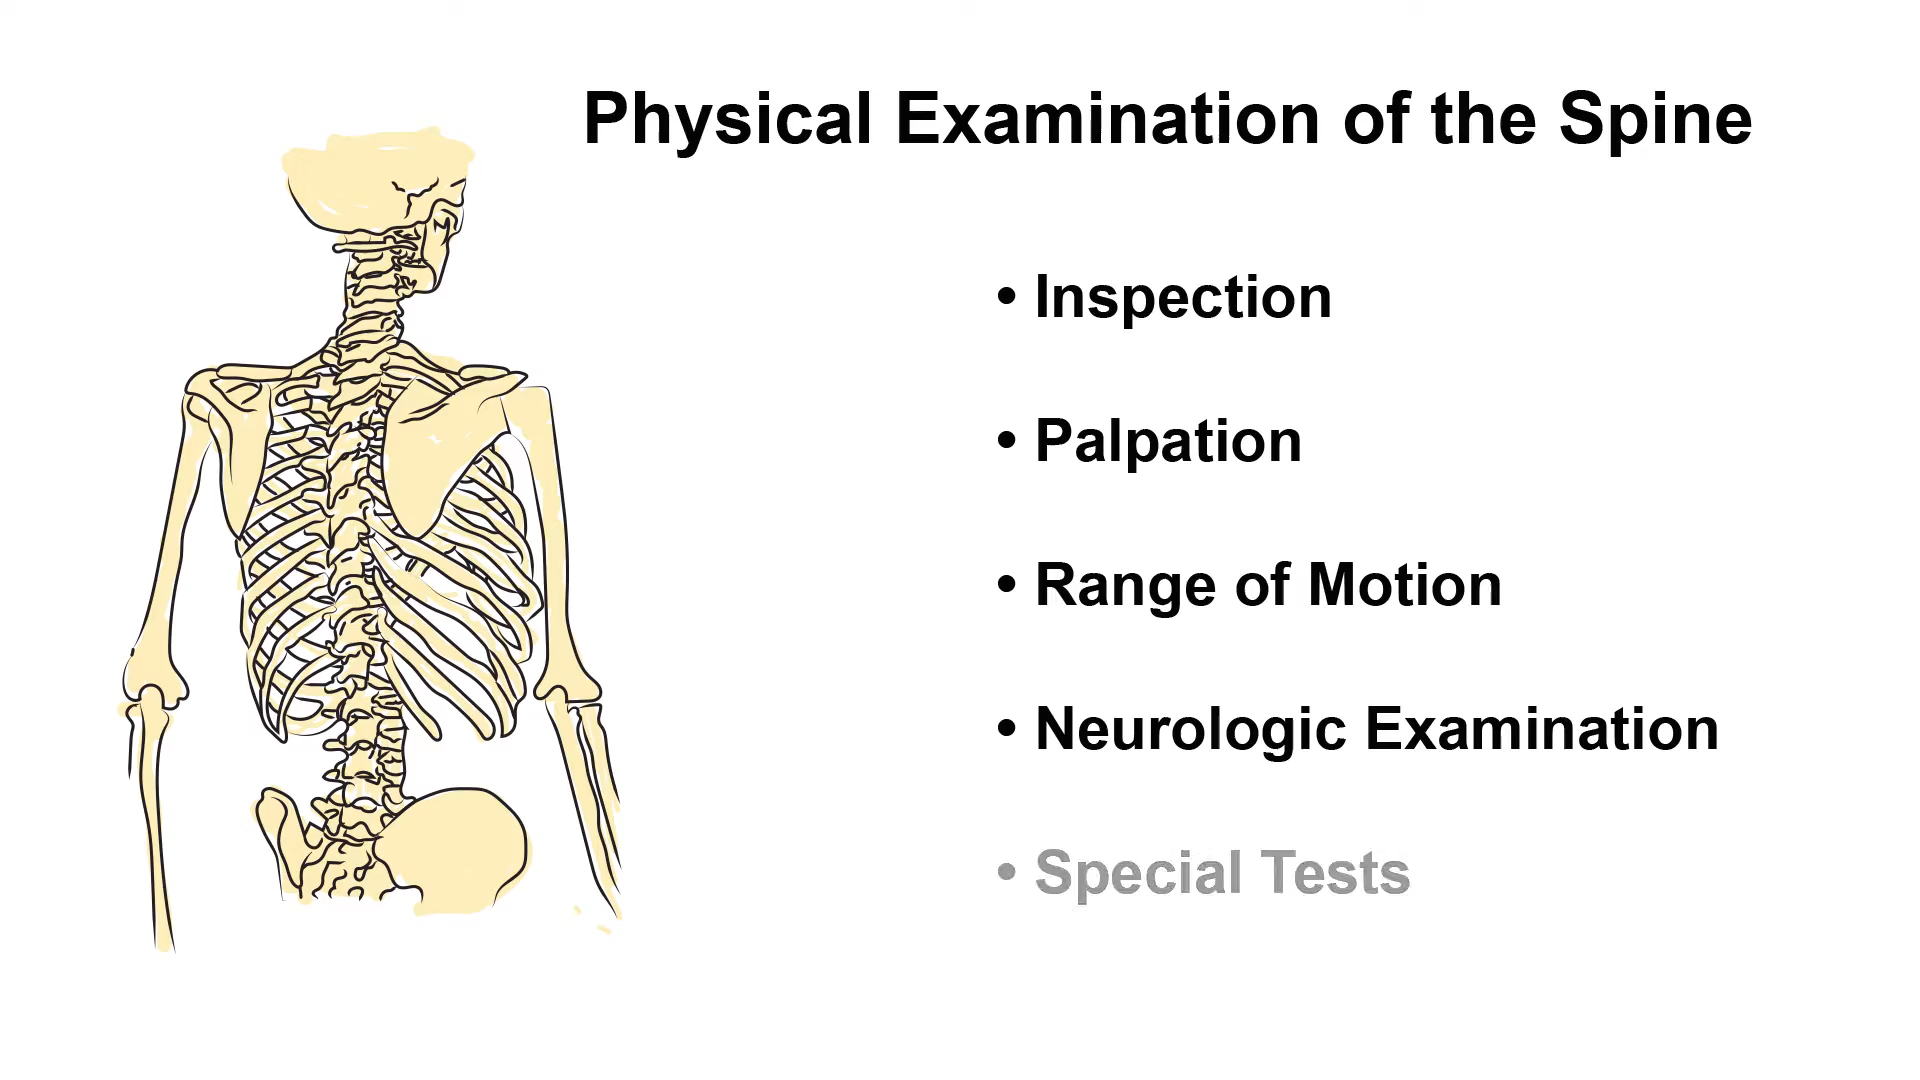 Physical Examination of the Spine
• Inspection
• Palpation
• Range of Motion
• Neurologic Examination
• Special Tests